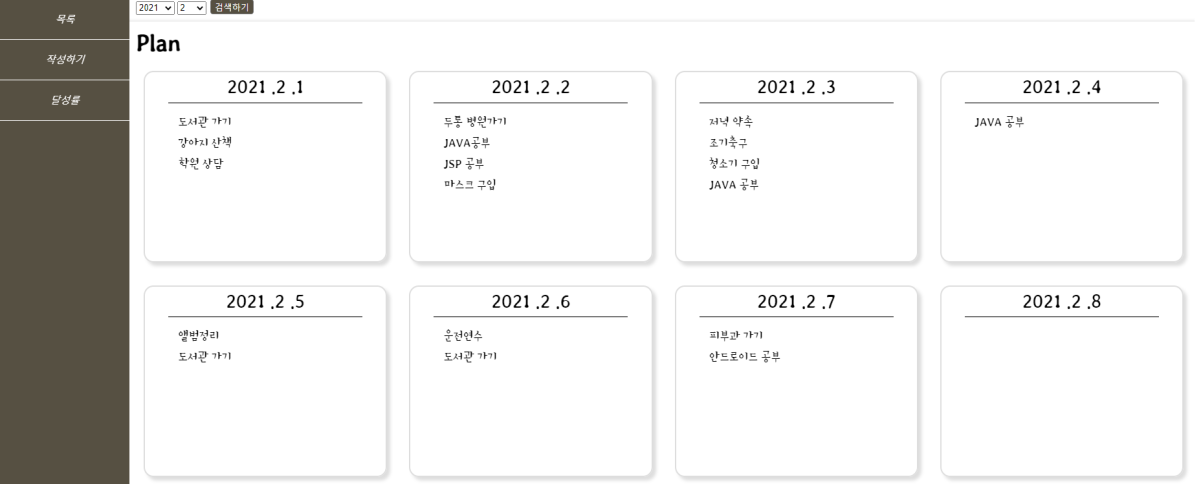 목록
작성하기
달성률
2021 2 검색하기
Plan
2021 .2 .1
도서관 가기
강아지 산책
학원 상담
2021 .2 .2
두통 병원가기
JAVA공부
JSP 공부
마스크 구입
2021 .2 .3
저녁 약속
조기축구
청소기 구입
JAVA 공부
2021 .2 .4
JAVA 공부
2021 .2 .5
앨범정리
도서관 가기
2021 .2 .6
운전연수
도서관 가기
2021 .2 .7
피부과 가기
안드로이드 공부
2021 .2 .8